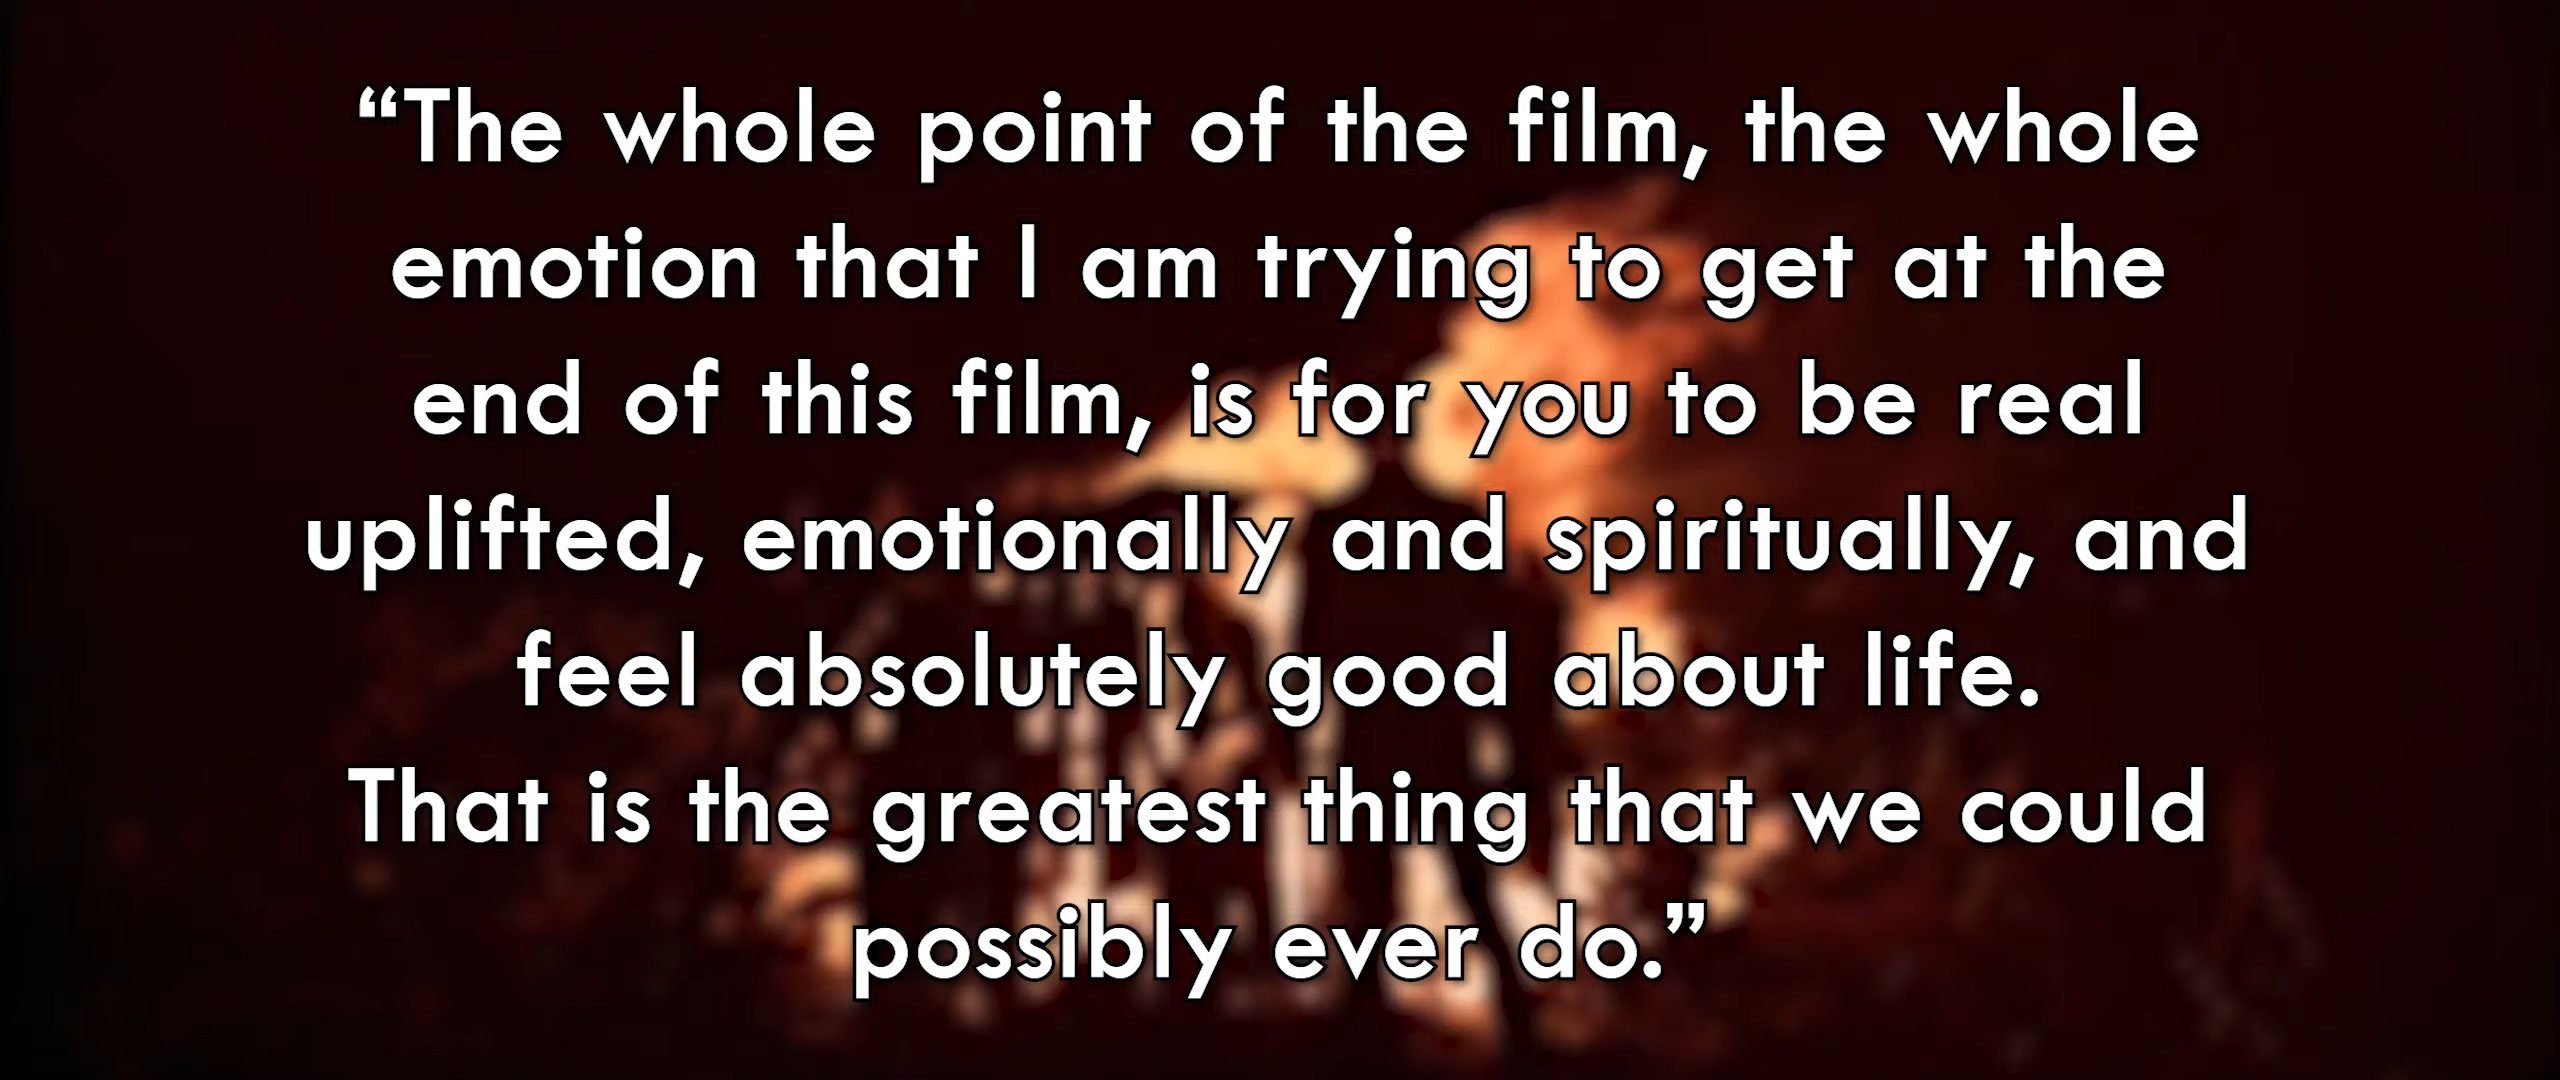 “The whole point of the film, the whole
emotion that I am trying to get at the
end of this film, is for you to be real
uplifted, emotionally and spiritually, and
feel absolutely good about life.
That is the greatest thing that we could
possibly ever do.”